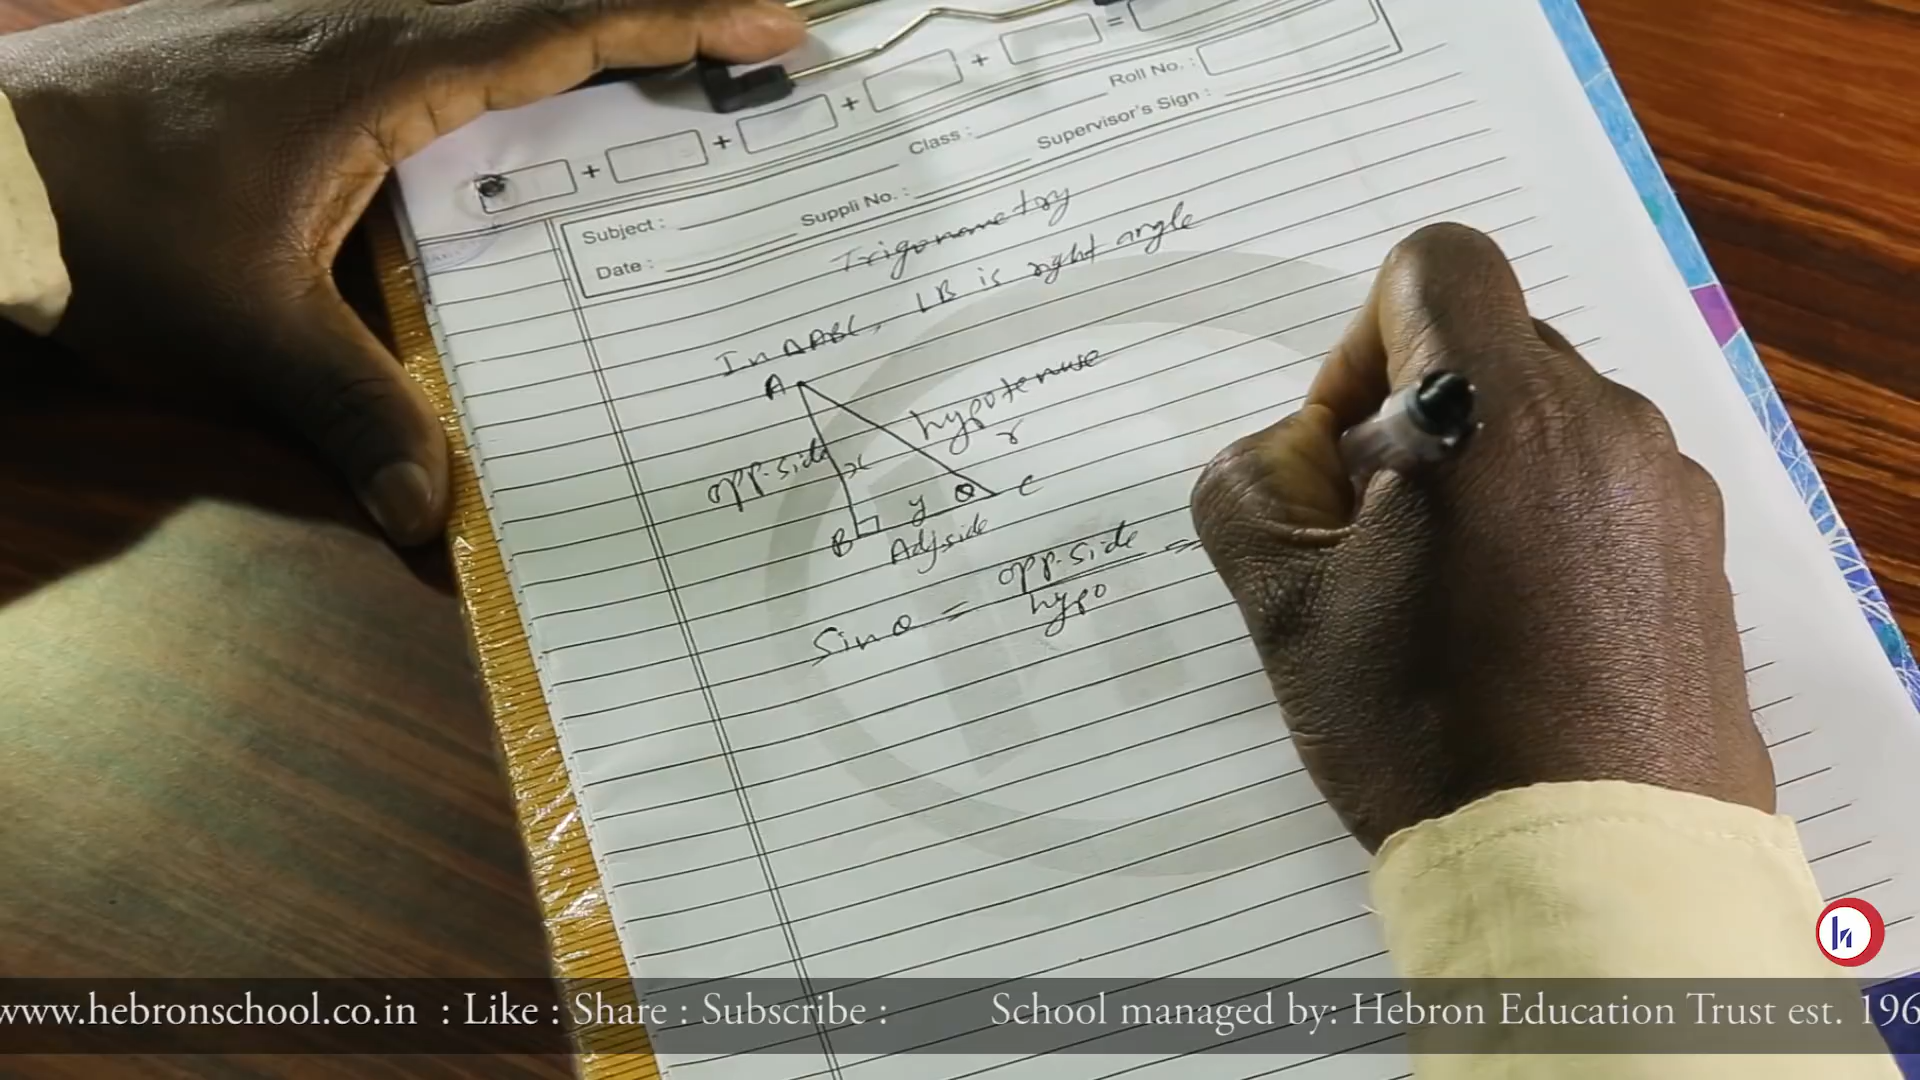 + + + + =
Roll No. :
Class :
Supervisor's Sign :
Subject :
Suppli No. :
Date :
Trigonometry
In ΔABC, ∠B is right angle
A
hypotenuse
r
opp. side
x
y
θ
C
B
Adj. side
Sin θ = opp. side =
hypo
h
www.hebronschool.co.in : Like : Share : Subscribe : School managed by: Hebron Education Trust est. 196